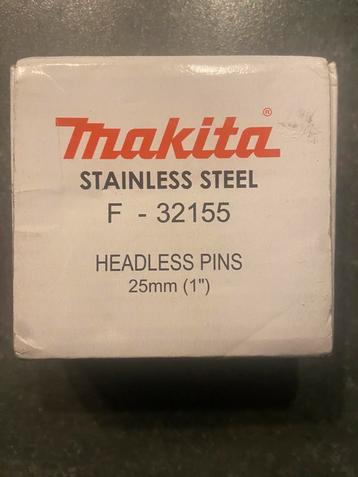 makita®
STAINLESS STEEL
F - 32155
HEADLESS PINS
25mm (1")